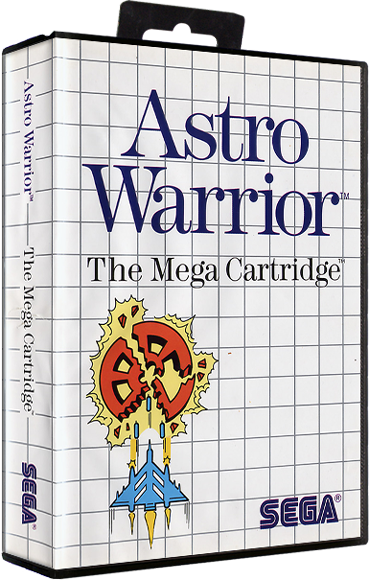 Astro Warrior™
The Mega Cartridge
SEGA
Astro
Warrior™
The Mega Cartridge™
SEGA®